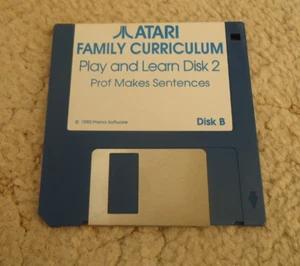 ATARI
FAMILY CURRICULUM
Play and Learn Disk 2
Prof Makes Sentences
Disk B